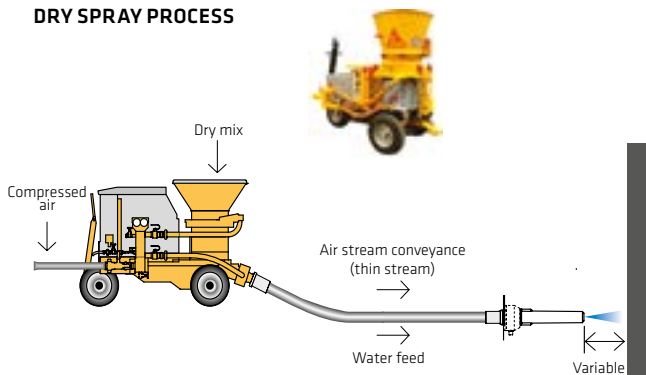 DRY SPRAY PROCESS
Dry mix
Compressed
air
Air stream conveyance
(thin stream)
Water feed
Variable